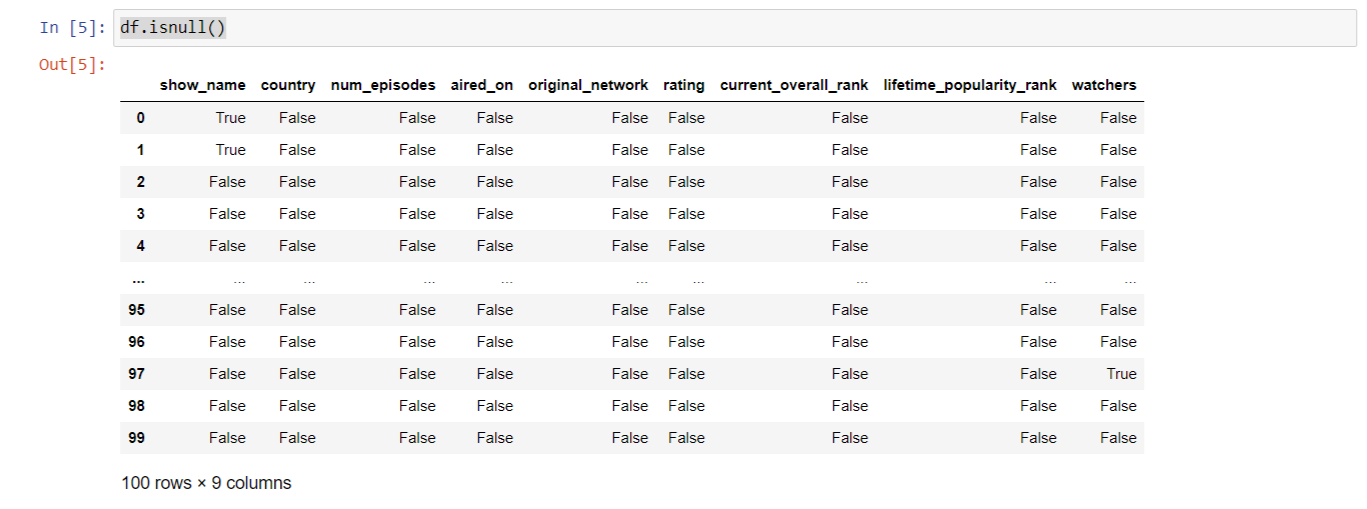 In [5]: df.isnull()
Out[5]:
show_name country num_episodes aired_on original_network rating current_overall_rank lifetime_popularity_rank watchers
0 True False False False False False False False False
1 True False False False False False False False False
2 False False False False False False False False False
3 False False False False False False False False False
4 False False False False False False False False False
... ... ... ... ... ... ... ... ... ...
95 False False False False False False False False False
96 False False False False False False False False False
97 False False False False False False False False True
98 False False False False False False False False False
99 False False False False False False False False False
100 rows × 9 columns